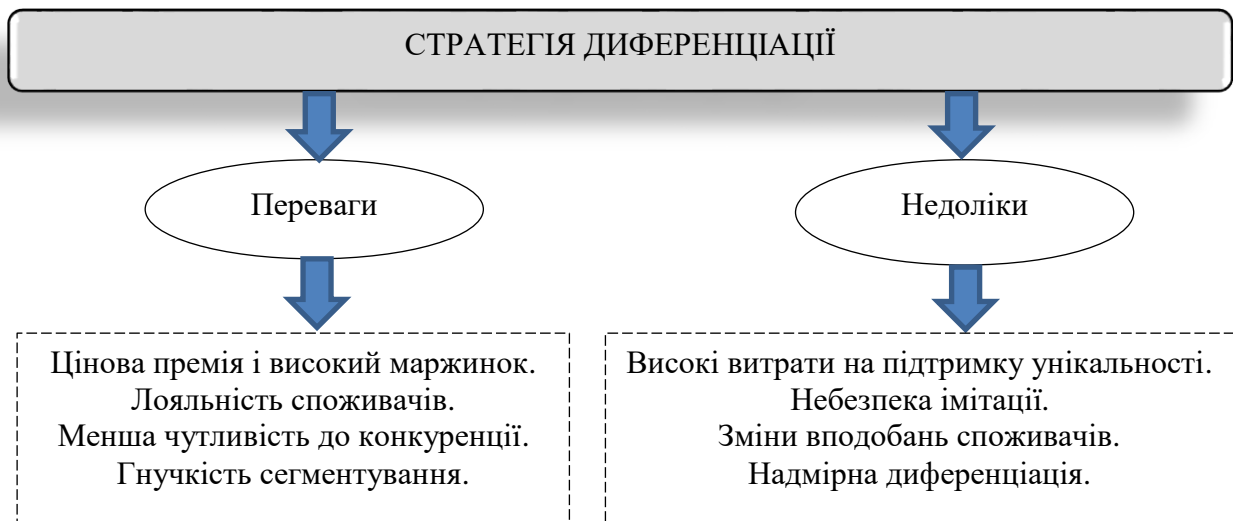 СТРАТЕГІЯ ДИФЕРЕНЦІАЦІЇ
Переваги
Недоліки
Цінова премія і високий маржинок.
Лояльність споживачів.
Менша чутливість до конкуренції.
Гнучкість сегментування.
Високі витрати на підтримку унікальності.
Небезпека імітації.
Зміни вподобань споживачів.
Надмірна диференціація.